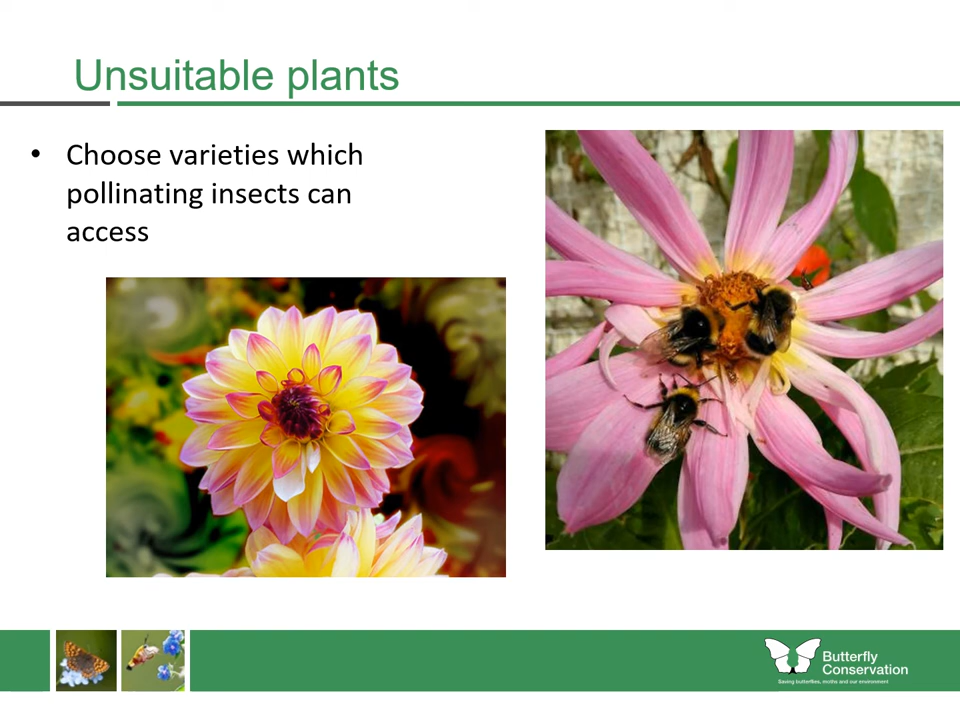 Unsuitable plants
• Choose varieties which
pollinating insects can
access
Butterfly
Conservation
Saving butterflies, moths and our environment